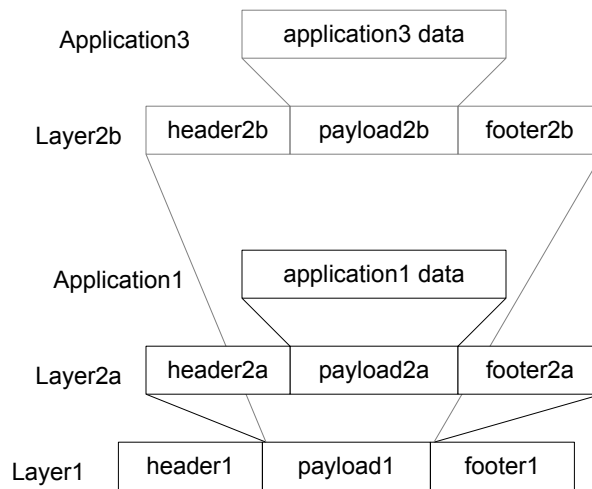 Application3 application3 data
Layer2b header2b payload2b footer2b
Application1 application1 data
Layer2a header2a payload2a footer2a
Layer1 header1 payload1 footer1